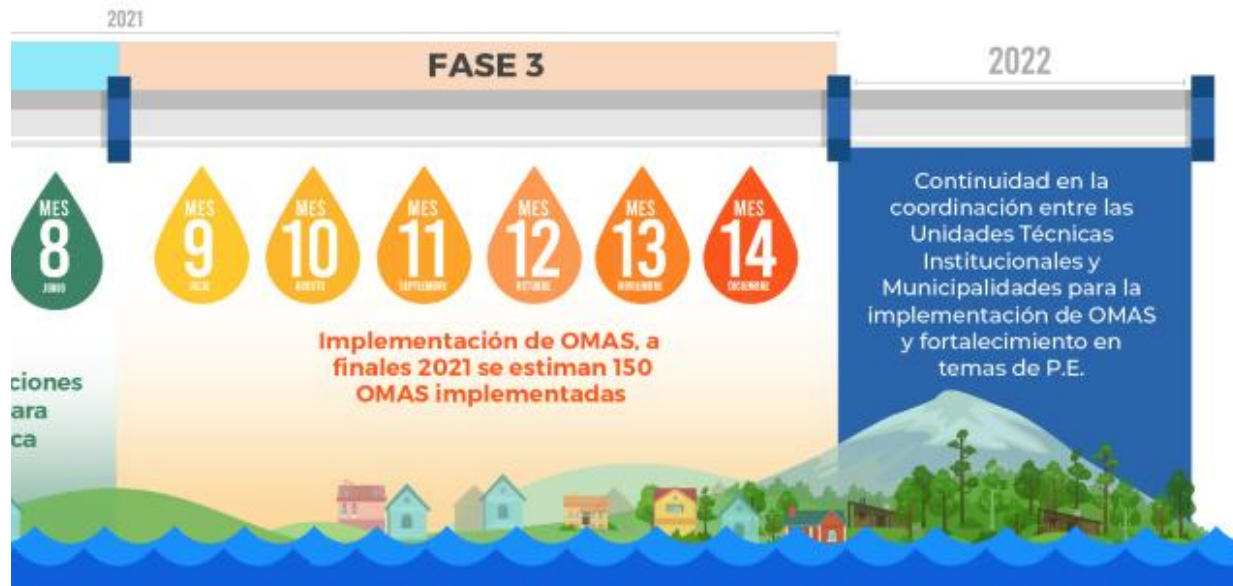 2021
FASE 3
2022
MES
8
JUNIO
MES
9
JULIO
MES
10
AGOSTO
MES
11
SEPTIEMBRE
MES
12
OCTUBRE
MES
13
NOVIEMBRE
MES
14
DICIEMBRE
ciones
ara
ca
Implementación de OMAS, a
finales 2021 se estiman 150
OMAS implementadas
Continuidad en la
coordinación entre las
Unidades Técnicas
Institucionales y
Municipalidades para la
implementación de OMAS
y fortalecimiento en
temas de P.E.